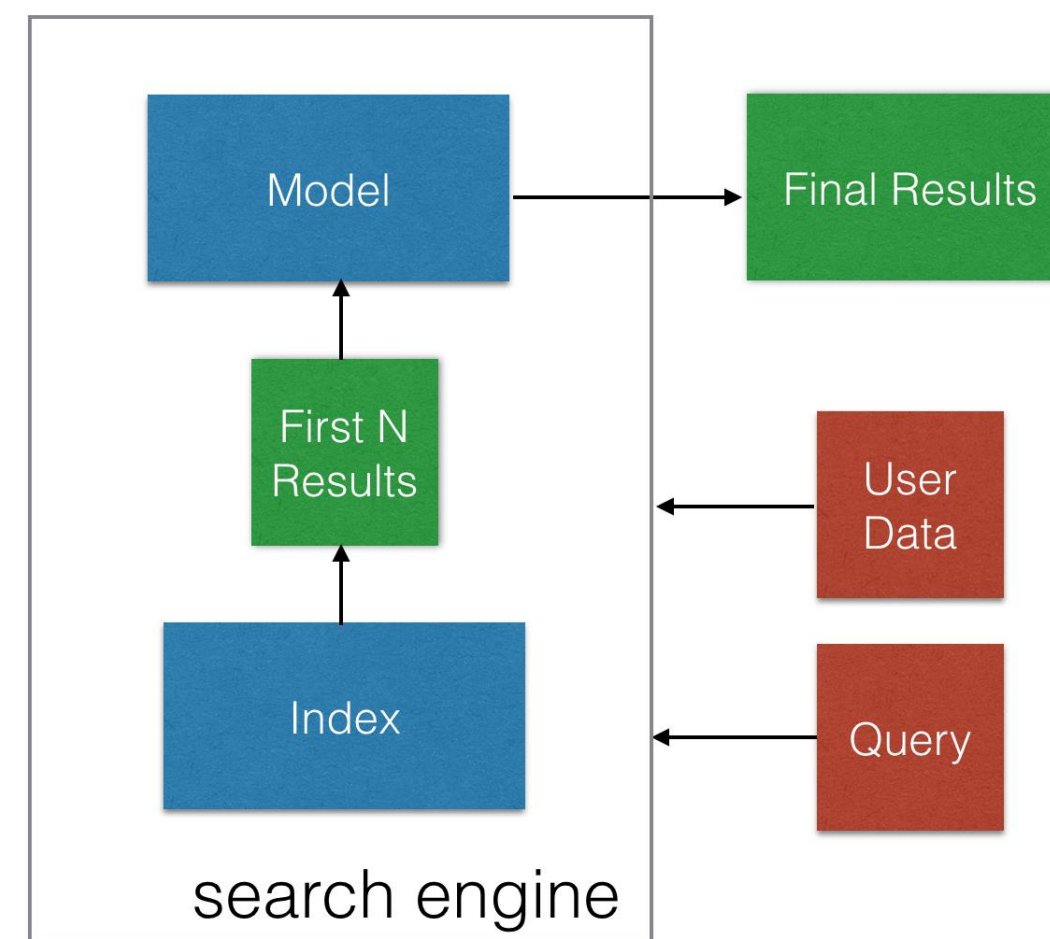 Model
Final Results
First N
Results
User
Data
Index
Query
search engine